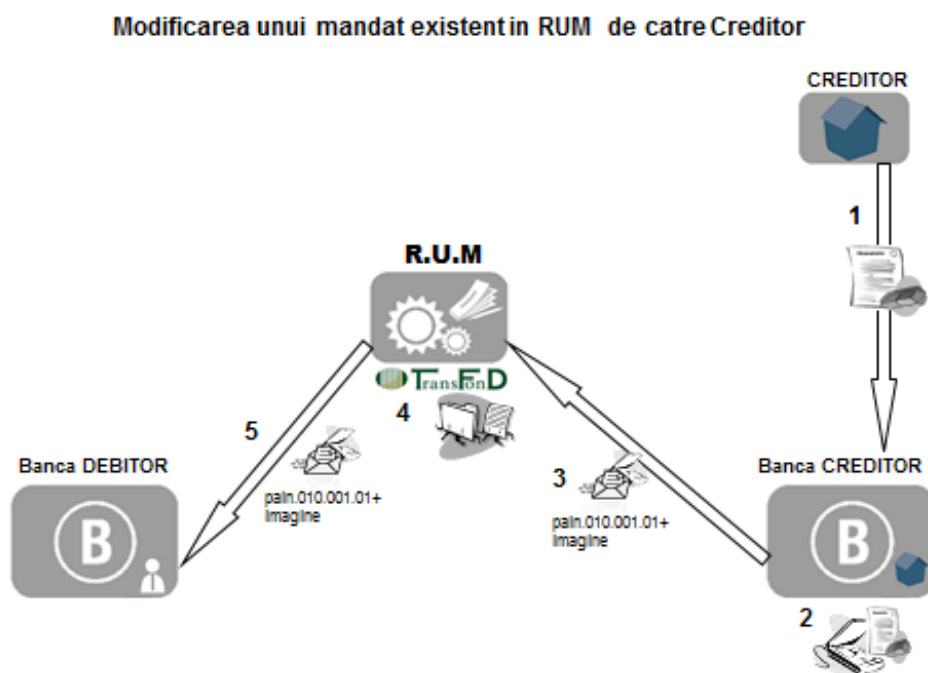 Modificarea unui mandat existent in RUM de catre Creditor
CREDITOR
1
R.U.M
TRANSFOND
4
5
Banca DEBITOR
pain.010.001.01+
Imagine
B
3
pain.010.001.01+
Imagine
Banca CREDITOR
B
2